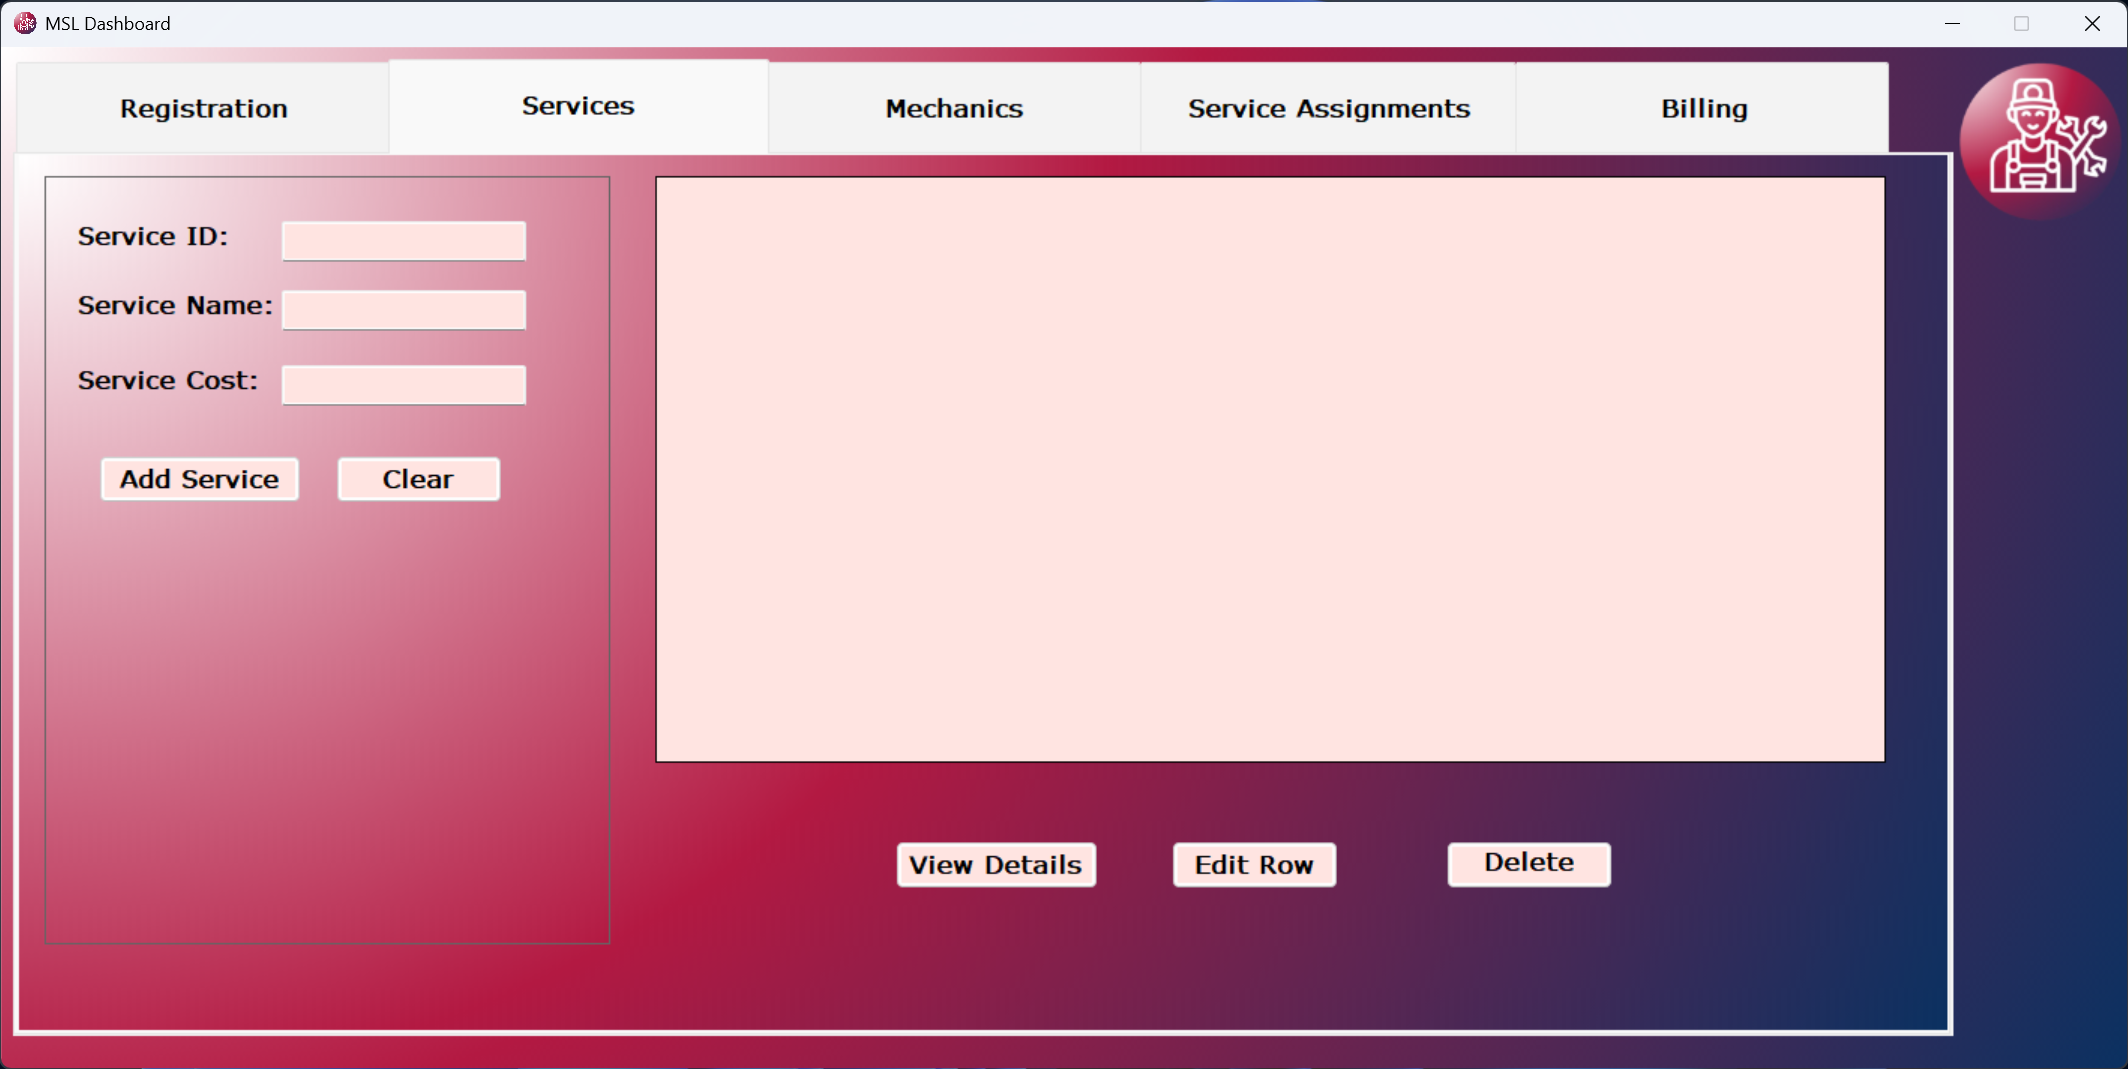 MSL Dashboard
Registration
Services
Mechanics
Service Assignments
Billing
Service ID:
Service Name:
Service Cost:
Add Service
Clear
View Details
Edit Row
Delete